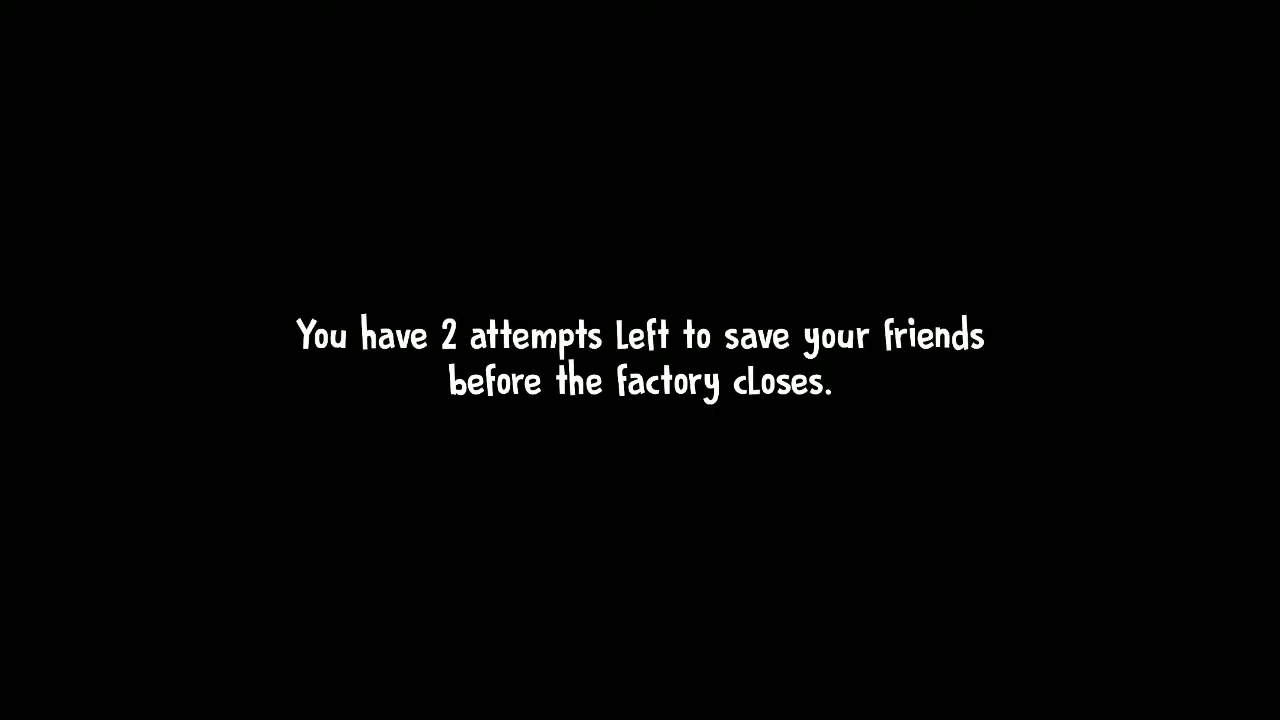 You have 2 attempts left to save your friends
before the factory closes.